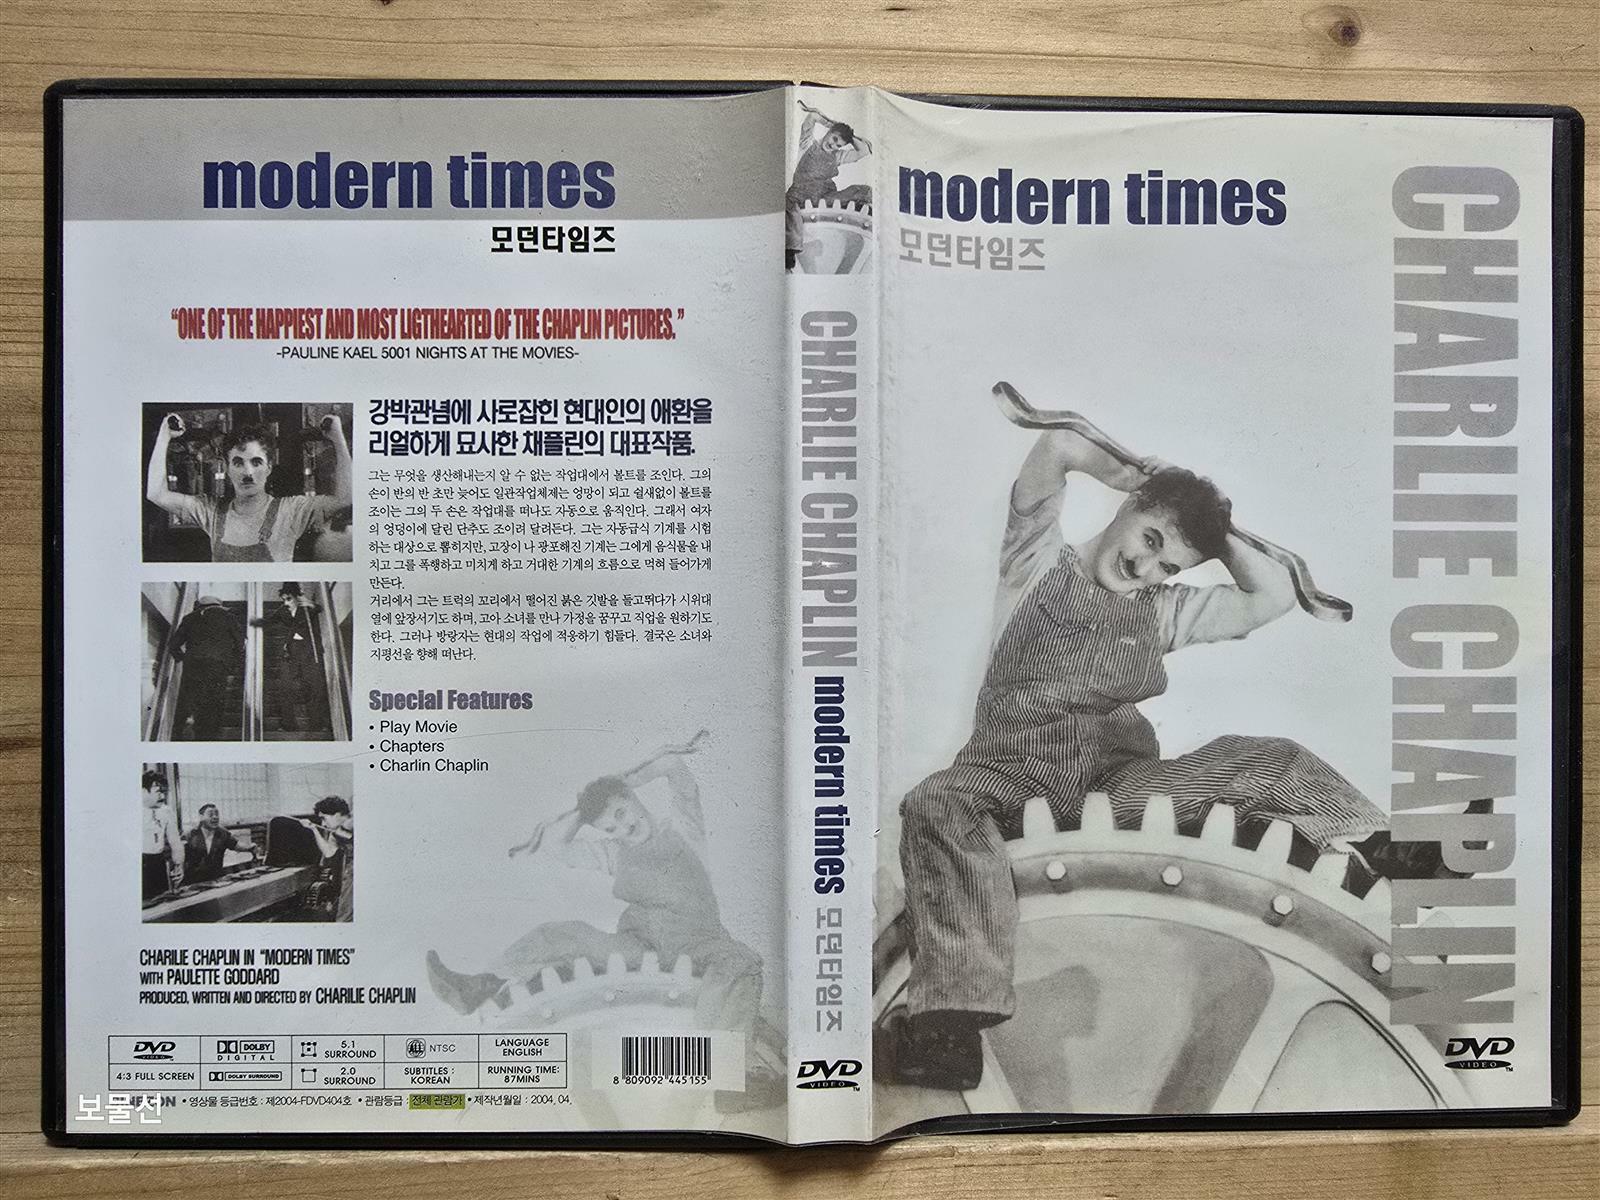 modern times
모던타임즈
"ONE OF THE HAPPIEST AND MOST LIGTHEARTED OF THE CHAPLIN PICTURES."
-PAULINE KAEL 5001 NIGHTS AT THE MOVIES-
강박관념에 사로잡힌 현대인의 애환을
리얼하게 묘사한 채플린의 대표작품.
그는 무엇을 생산해내는지 알 수 없는 작업대에서 볼트를 조인다. 그의
손이 반의 반 초만 늦어도 일관작업체제는 엉망이 되고 쉴새없이 볼트를
조이는 그의 두 손은 작업대를 떠나도 자동으로 움직인다. 그래서 여자
의 엉덩이에 달린 단추도 조이려 달려든다. 그는 자동급식 기계를 시험
하는 대상으로 뽑히지만, 고장이 나 광포해진 기계는 그에게 음식물을 내
치고 그를 폭행하고 미치게 하고 거대한 기계의 흐름으로 먹혀 들어가게
만든다.
거리에서 그는 트럭의 꼬리에서 떨어진 붉은 깃발을 들고뛰다가 시위대
열에 앞장서기도 하며, 고아 소녀를 만나 가정을 꿈꾸고 직업을 원하기도
한다. 그러나 방랑자는 현대의 작업에 적응하기 힘들다. 결국은 소녀와
지평선을 향해 떠난다.
Special Features
• Play Movie
• Chapters
• Charlin Chaplin
CHARILIE CHAPLIN IN "MODERN TIMES"
WITH PAULETTE GODDARD
PRODUCED, WRITTEN AND DIRECTED BY CHARILIE CHAPLIN
DVD VIDEO
DOLBY DIGITAL
5.1 SURROUND
NTSC
LANGUAGE ENGLISH
4:3 FULL SCREEN
DOLBY SURROUND
2.0 SURROUND
SUBTITLES : KOREAN
RUNNING TIME: 87MINS
8 809092 445155
• 영상물 등급번호 : 제2004-FDVD404호 • 관람등급 : 전체 관람가 • 제작년월일 : 2004. 04.
보물선
CHARLIE CHAPLIN modern times 모던타임즈
DVD VIDEO TM
modern times
모던타임즈
CHARLIE CHAPLIN
DVD VIDEO TM